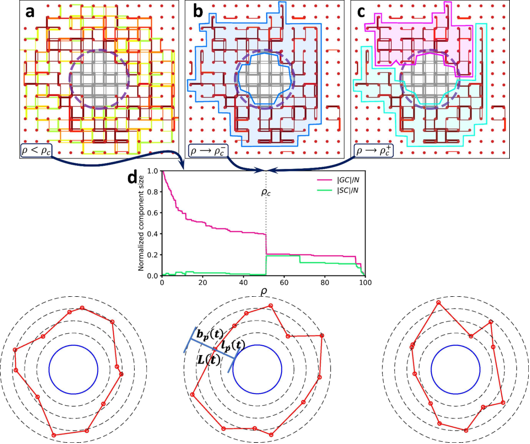 a
b
c
ρ < ρc
ρ → ρc⁻
ρ → ρc⁺
d
Normalized component size
1.0
0.8
0.6
0.4
0.2
0.0
ρc
|GC|/N
|SC|/N
0
20
40
60
80
100
ρ
bp(t)
ip(t)
L(t)